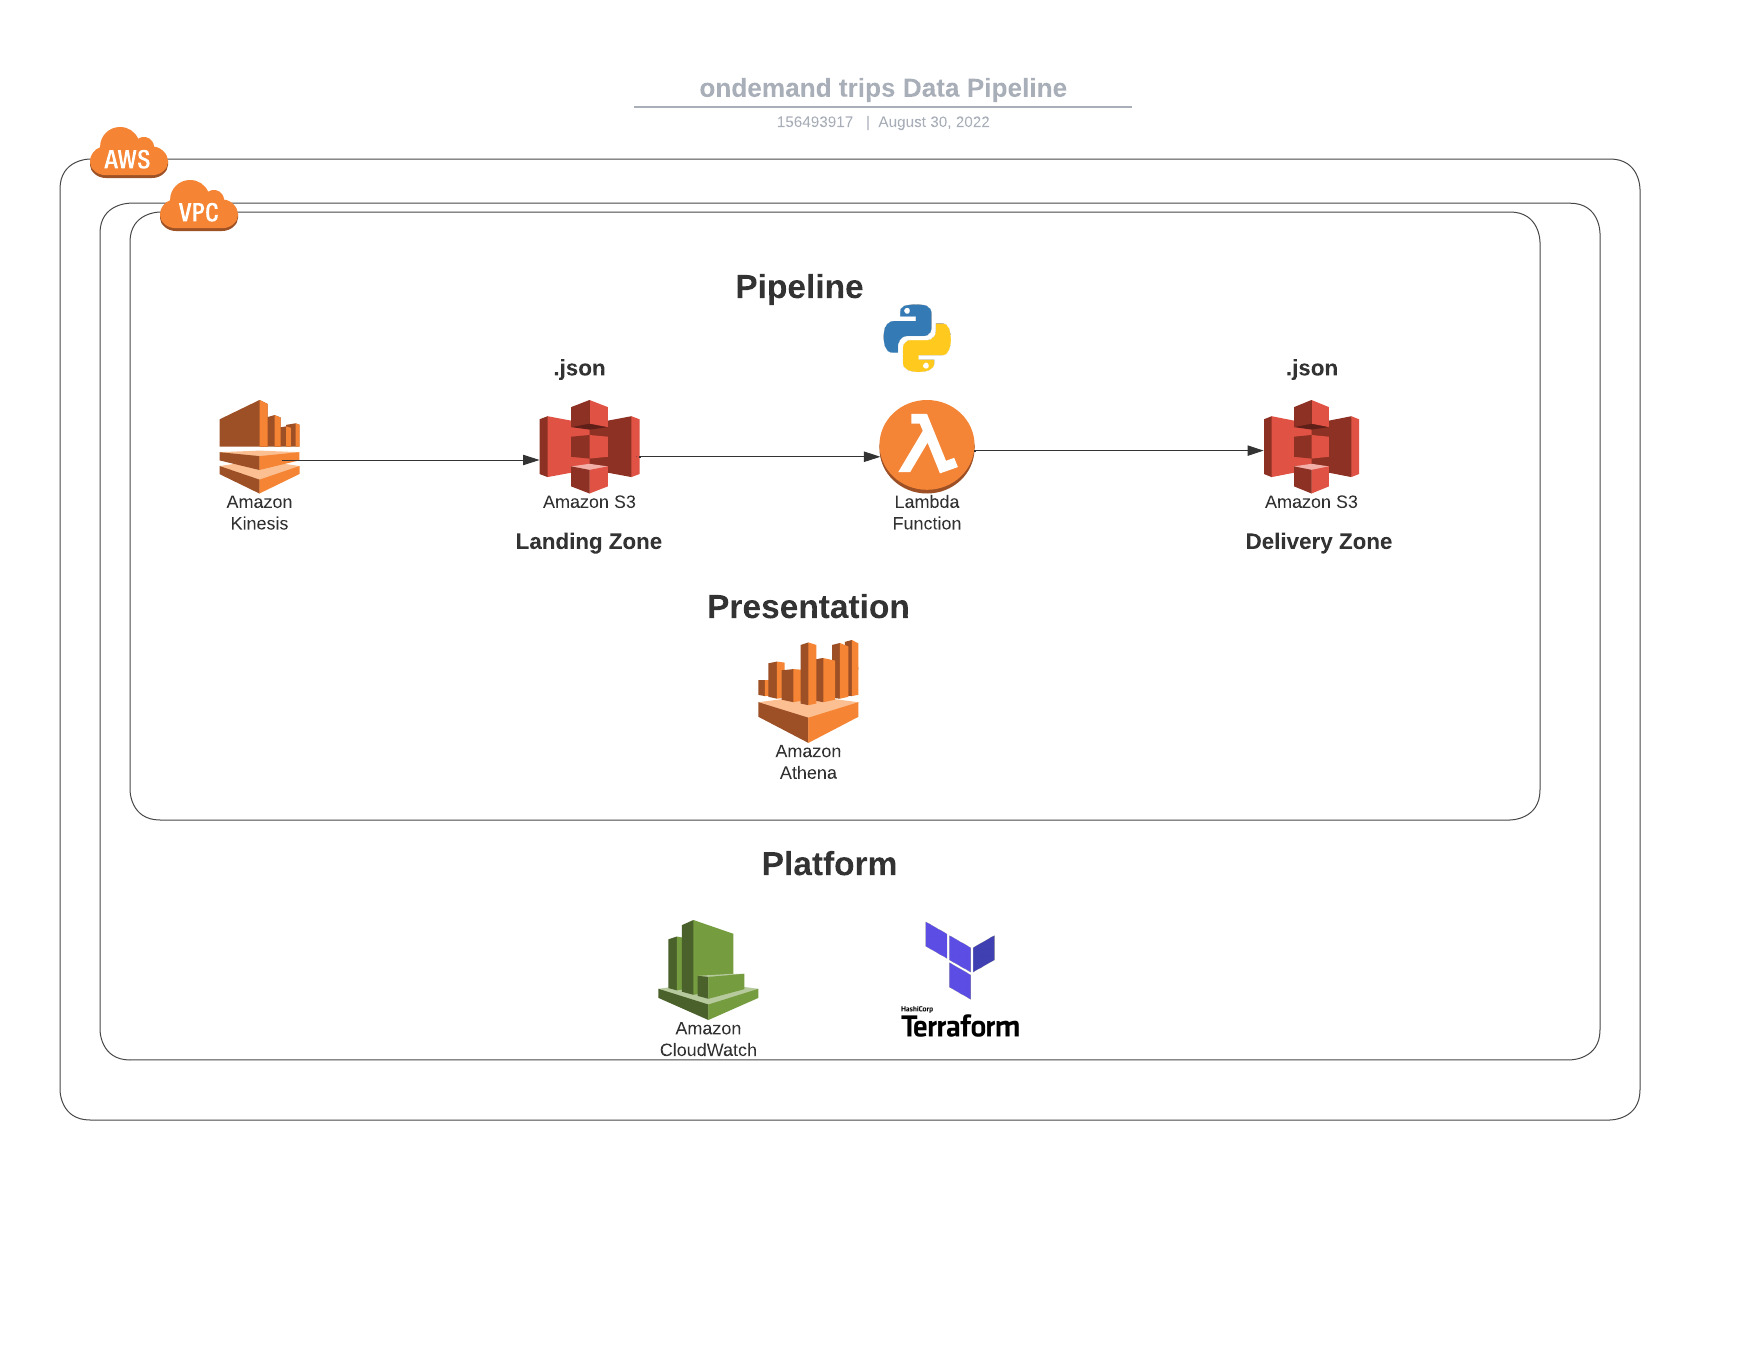 ondemand trips Data Pipeline
156493917 | August 30, 2022
AWS
VPC
Pipeline
.json
.json
Amazon
Kinesis
Amazon S3
Lambda
Function
Amazon S3
Landing Zone
Delivery Zone
Presentation
Amazon
Athena
Platform
Amazon
CloudWatch
HashiCorp
Terraform